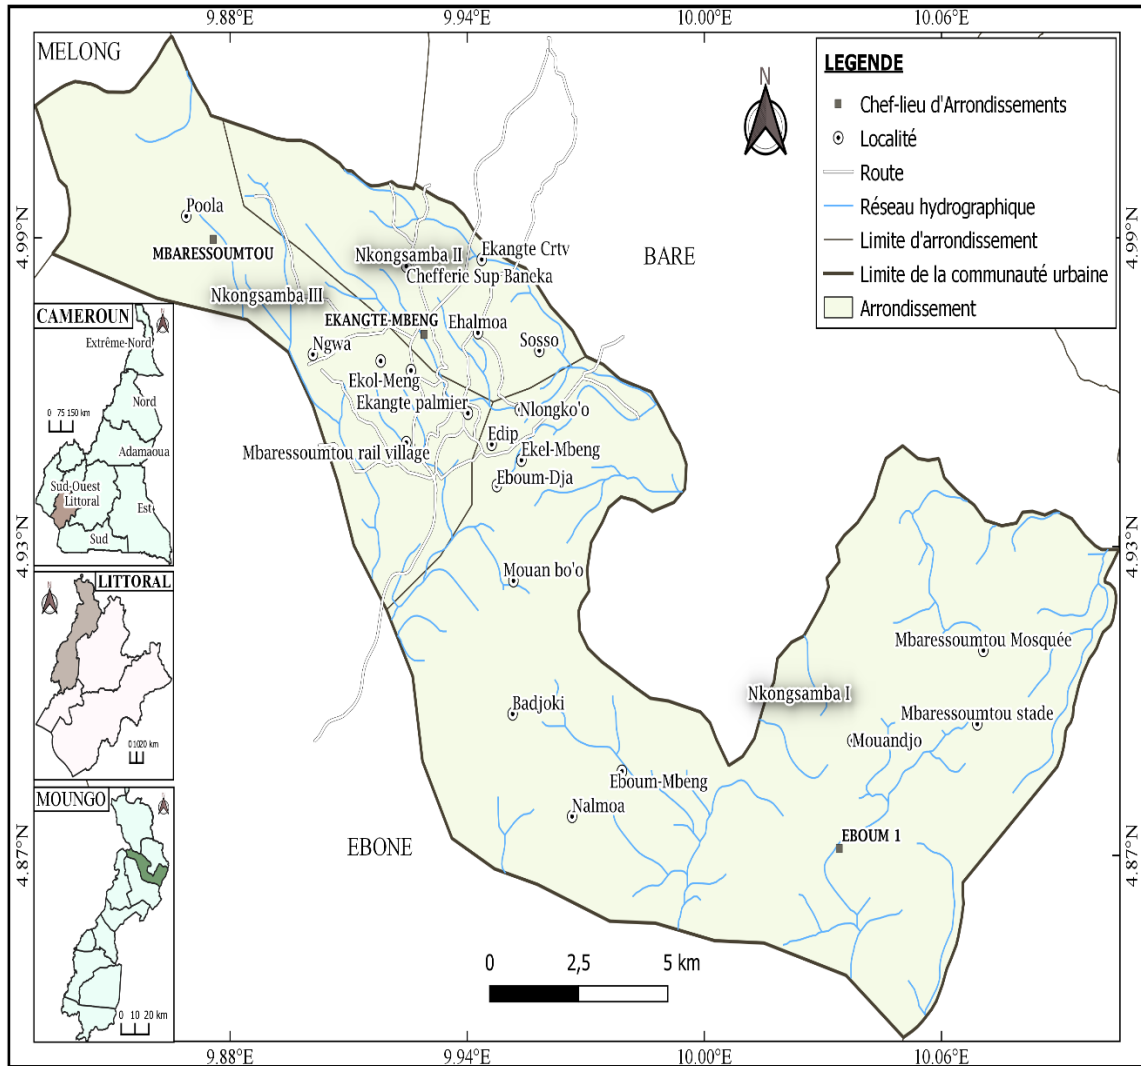 9.88°E
9.94°E
10.00°E
10.06°E
MELONG
LEGENDE
Chef-lieu d'Arrondissements
Localité
Route
Réseau hydrographique
Limite d'arrondissement
Limite de la communauté urbaine
Arrondissement
N
4.99°N
4.99°N
Poola
MBARESSOUMTOU
Nkongsamba II
Ekangte Crtv
BARE
Chefferie Sup Baneka
Nkongsamba III
EKANGTE-MBENG
Ehalmoa
Sosso
Ngwa
Ekol-Meng
Ekangte palmier
Nlongko'o
Edip
Mbaressoumtou rail village
Ekel-Mbeng
Eboum-Dja
CAMEROUN
N
Extrême-Nord
0 75 150 km
Nord
Adamaoua
Sud-Ouest
Littoral
Est
Sud
4.93°N
4.93°N
Mouan bo'o
LITTORAL
N
0 10 20 km
Mbaressoumtou Mosquée
Nkongsamba I
Badjoki
Mbaressoumtou stade
Mouandjo
Eboum-Mbeng
MOUNGO
N
Nalmoa
EBONE
EBOUM 1
4.87°N
4.87°N
0 2,5 5 km
0 10 20 km
9.88°E
9.94°E
10.00°E
10.06°E